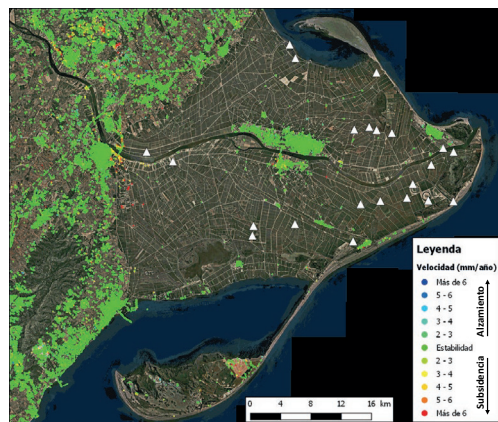 Leyenda
Velocidad (mm/año)
Más de 6
5 - 6
4 - 5
3 - 4
2 - 3
Estabilidad
2 - 3
3 - 4
4 - 5
5 - 6
Más de 6
Alzamiento
Subsidencia
km
0 4 8 12 16